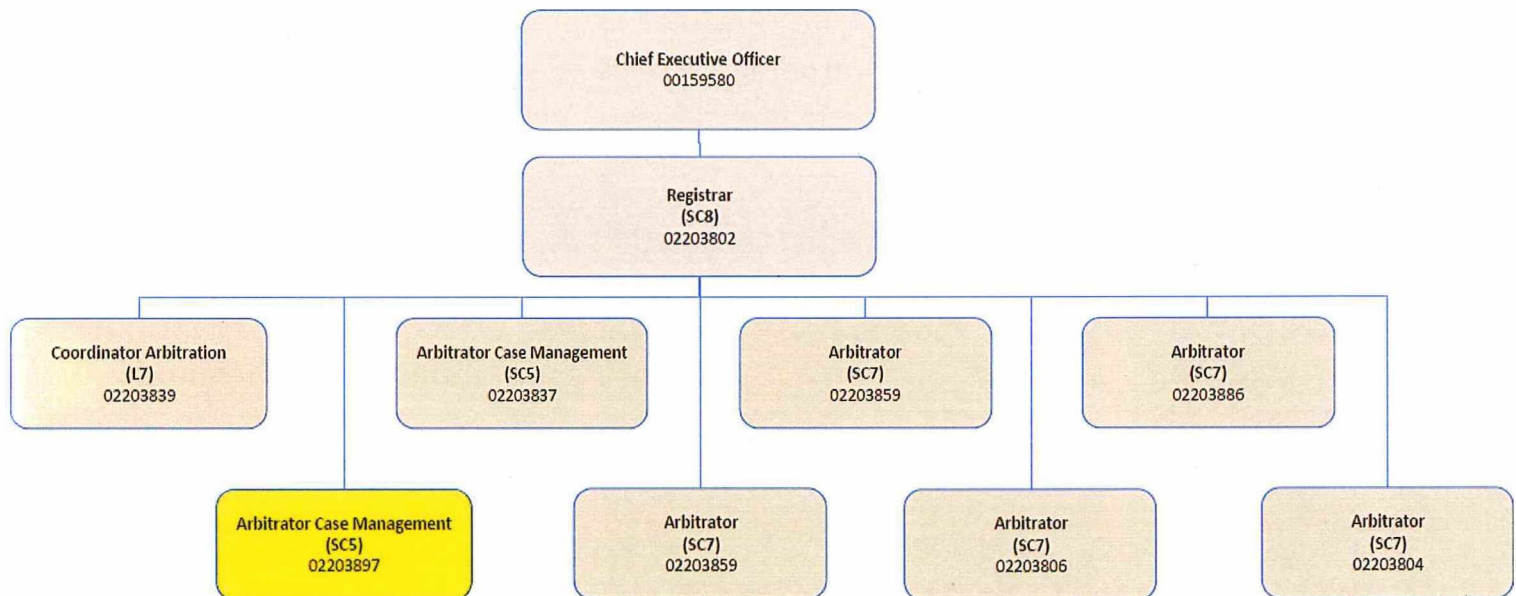 Chief Executive Officer
00159580
Registrar
(SC8)
02203802
Coordinator Arbitration
(L7)
02203839
Arbitrator Case Management
(SC5)
02203837
Arbitrator
(SC7)
02203859
Arbitrator
(SC7)
02203886
Arbitrator Case Management
(SC5)
02203897
Arbitrator
(SC7)
02203859
Arbitrator
(SC7)
02203806
Arbitrator
(SC7)
02203804